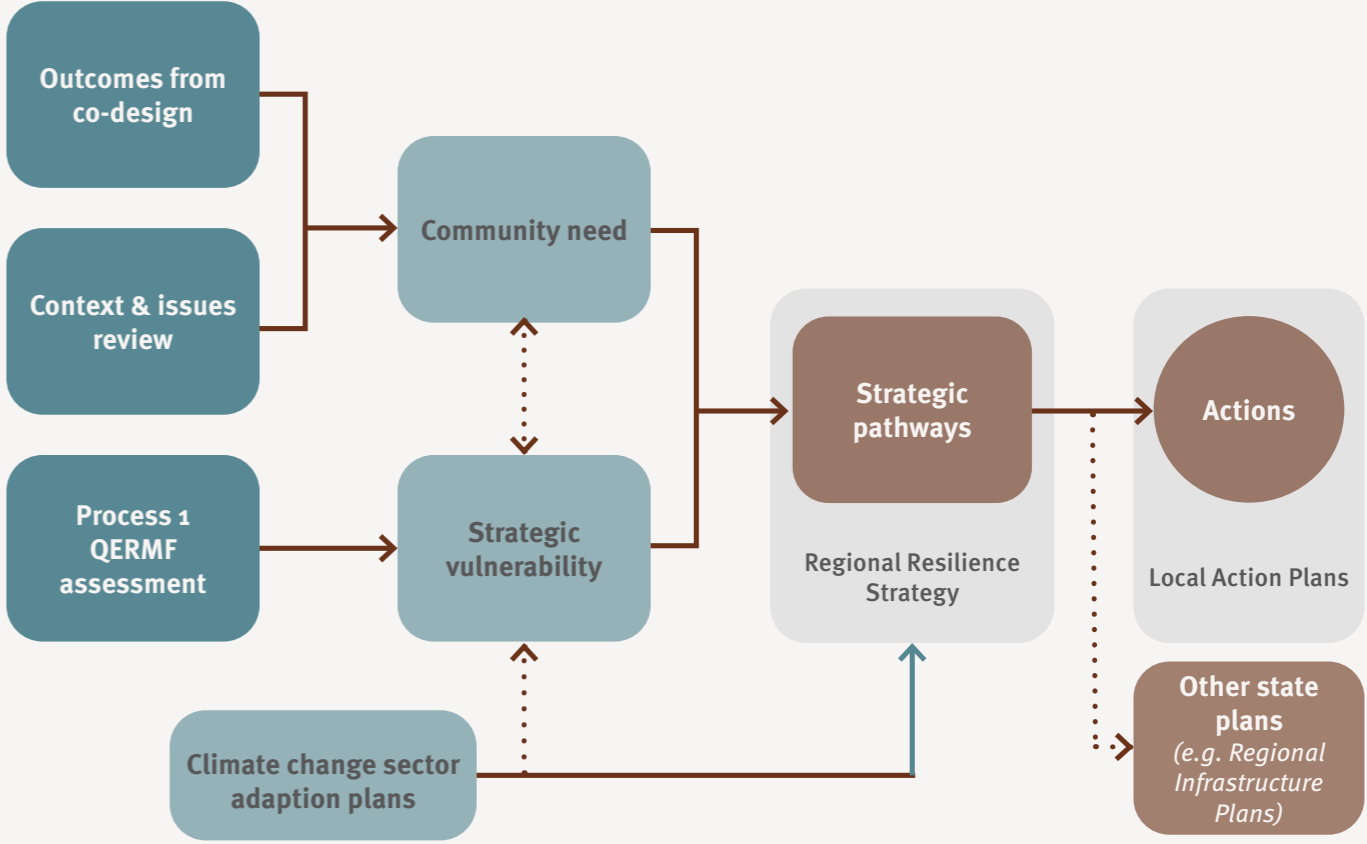 Outcomes from
co-design
Context & issues
review
Process 1
QERMF
assessment
Community need
Strategic
vulnerability
Climate change sector
adaption plans
Strategic
pathways
Regional Resilience
Strategy
Actions
Local Action Plans
Other state
plans
(e.g. Regional
Infrastructure
Plans)